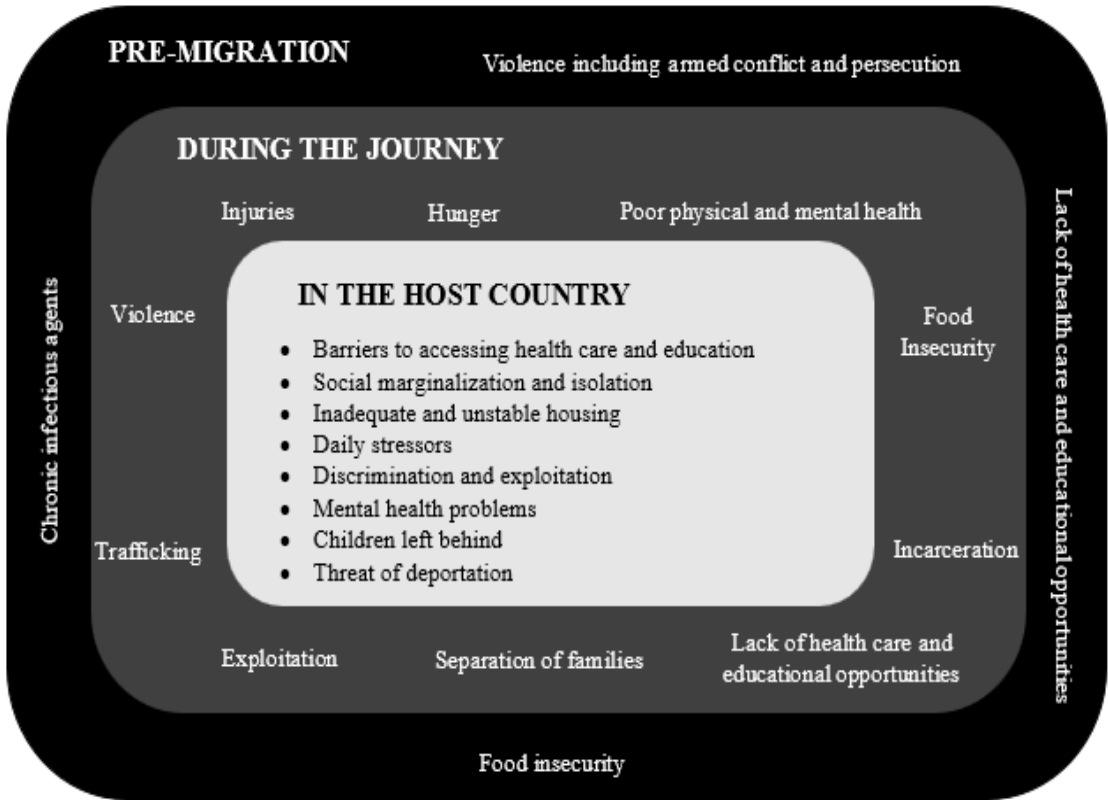 PRE-MIGRATION
Violence including armed conflict and persecution
DURING THE JOURNEY
Injuries
Hunger
Poor physical and mental health
Lack of health care and educational opportunities
Chronic infectious agents
Violence
Food
Insecurity
IN THE HOST COUNTRY
• Barriers to accessing health care and education
• Social marginalization and isolation
• Inadequate and unstable housing
• Daily stressors
• Discrimination and exploitation
• Mental health problems
• Children left behind
• Threat of deportation
Trafficking
Incarceration
Exploitation
Separation of families
Lack of health care and
educational opportunities
Food insecurity